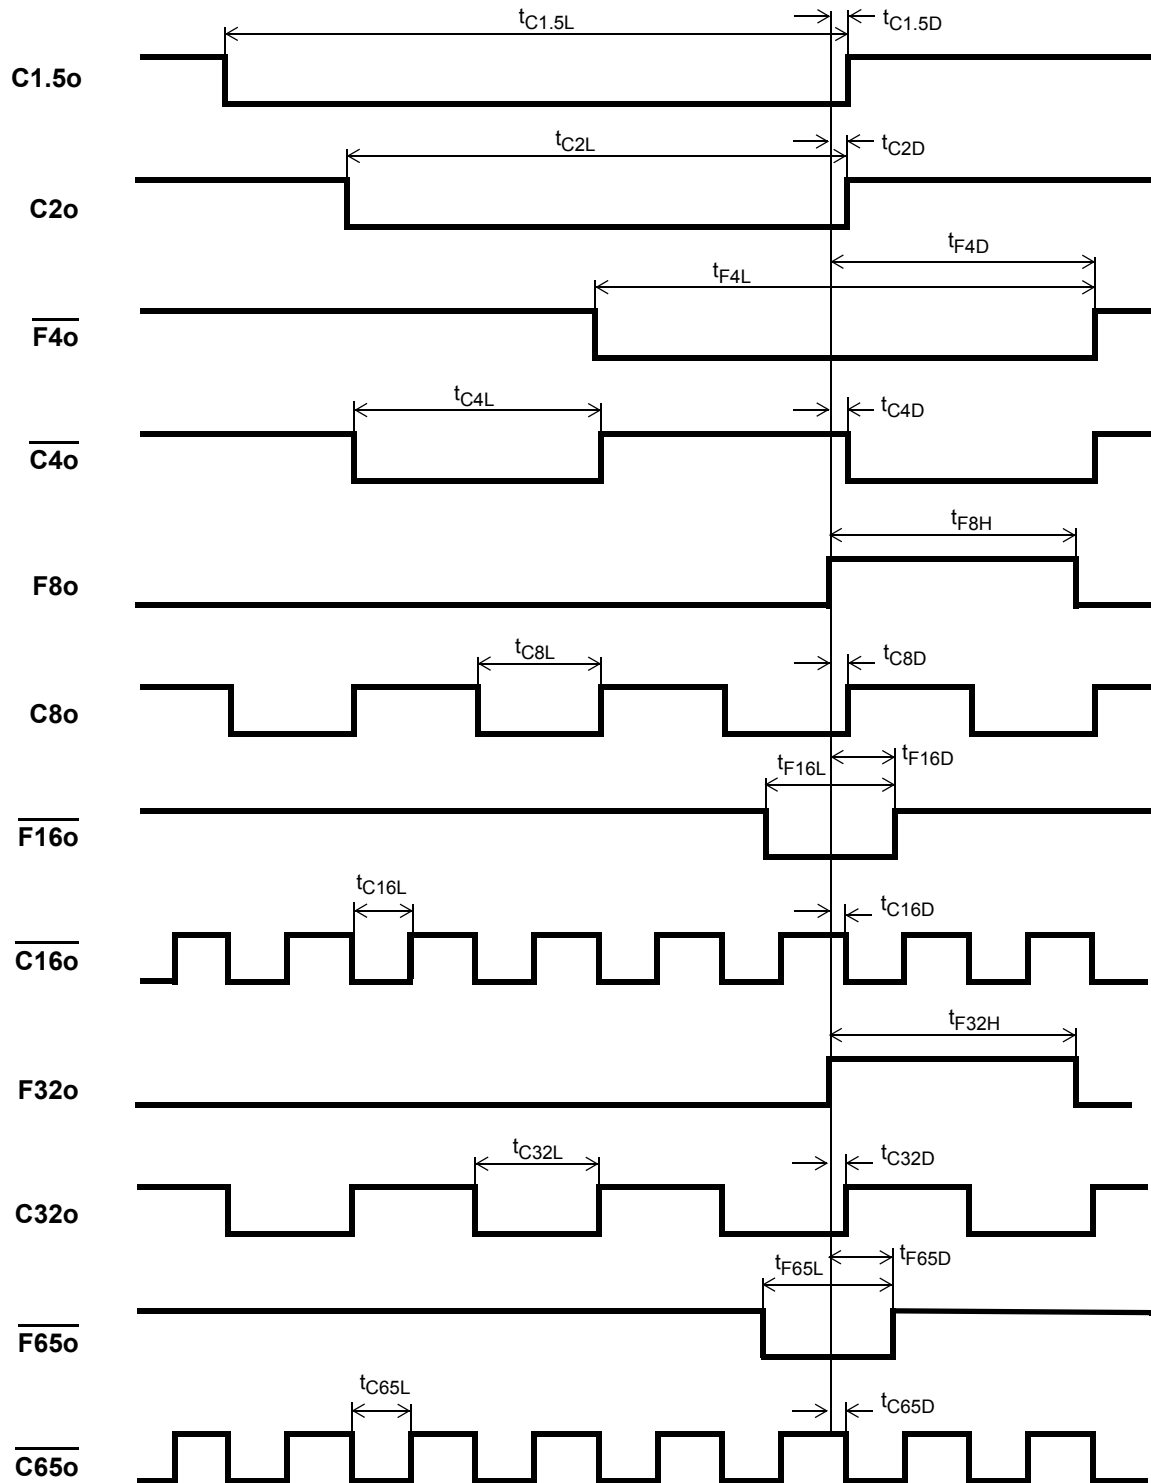 tC1.5L tC1.5D
C1.5o
tC2L tC2D
C2o
tF4D
tF4L
F4o
tC4L tC4D
C4o
tF8H
F8o
tC8L tC8D
C8o
tF16L tF16D
F16o
tC16L tC16D
C16o
tF32H
F32o
tC32L tC32D
C32o
tF65L tF65D
F65o
tC65L tC65D
C65o